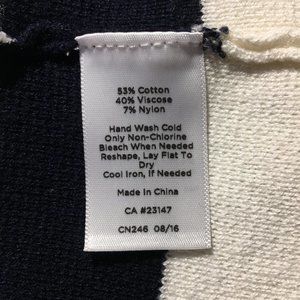 53% Cotton
40% Viscose
7% Nylon
Hand Wash Cold
Only Non-Chlorine
Bleach When Needed
Reshape, Lay Flat To
Dry
Cool Iron, If Needed
Made In China
CA #23147
CN246 08/16